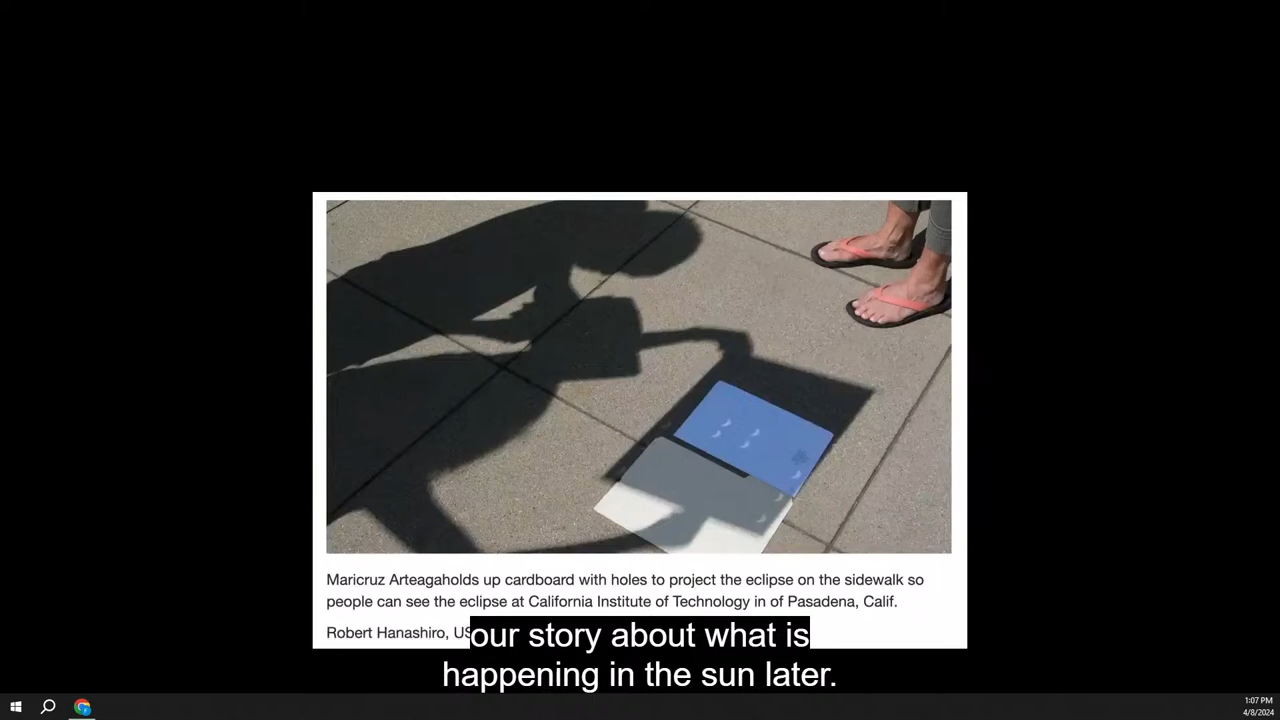 Maricruz Arteagaholds up cardboard with holes to project the eclipse on the sidewalk so
people can see the eclipse at California Institute of Technology in of Pasadena, Calif.
Robert Hanashiro,
our story about what is
happening in the sun later.
1:07 PM
4/8/2024